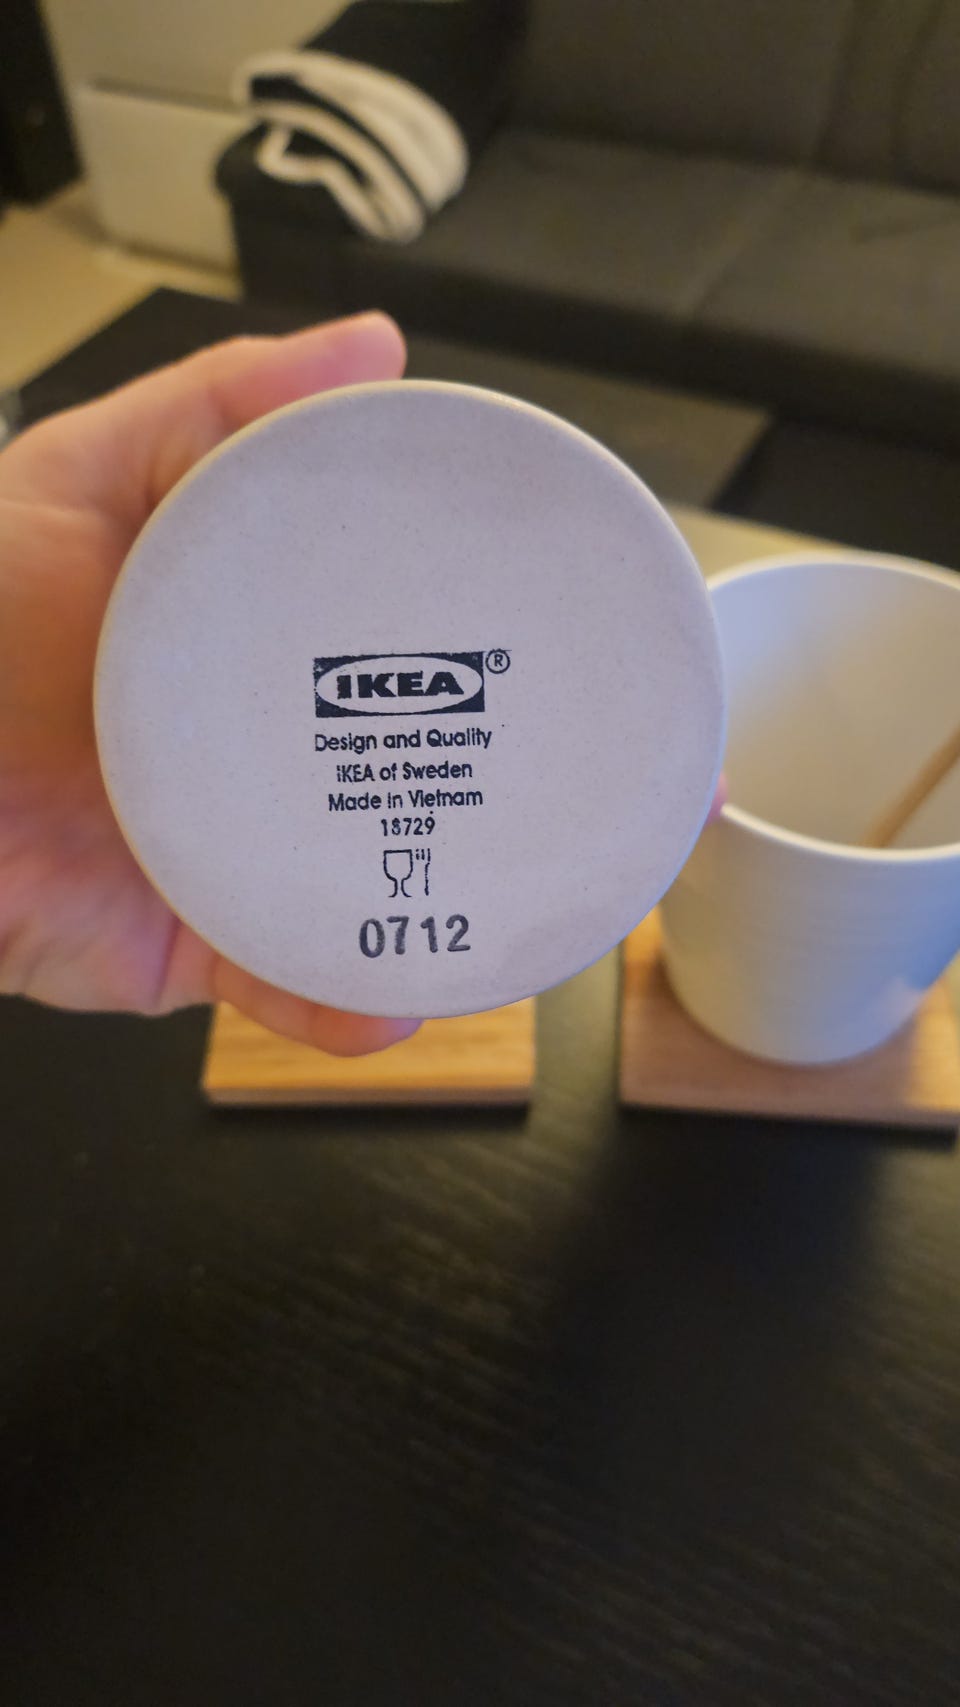 IKEA®
Design and Quality
IKEA of Sweden
Made in Vietnam
18729
0712